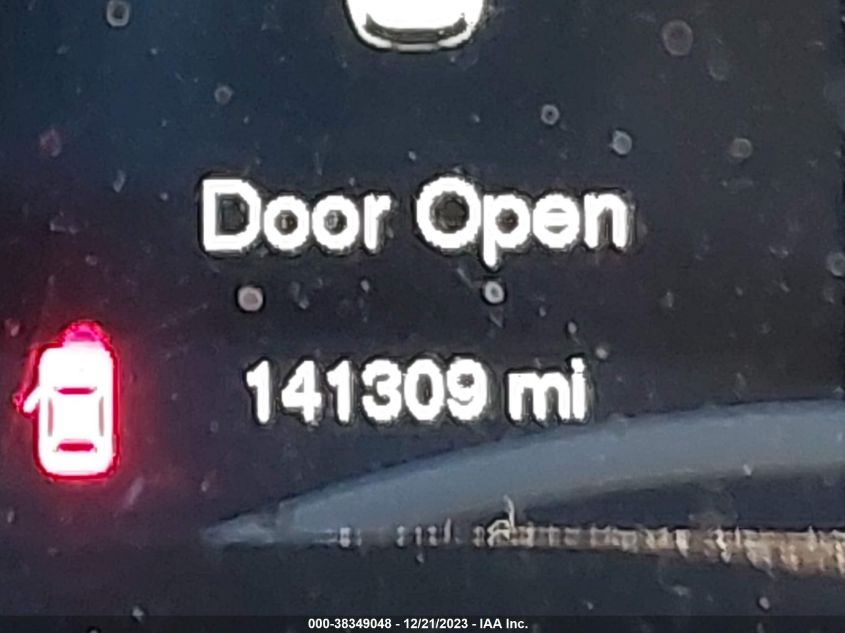 Door Open
141309 mi
000-38349048 - 12/21/2023 - IAA Inc.